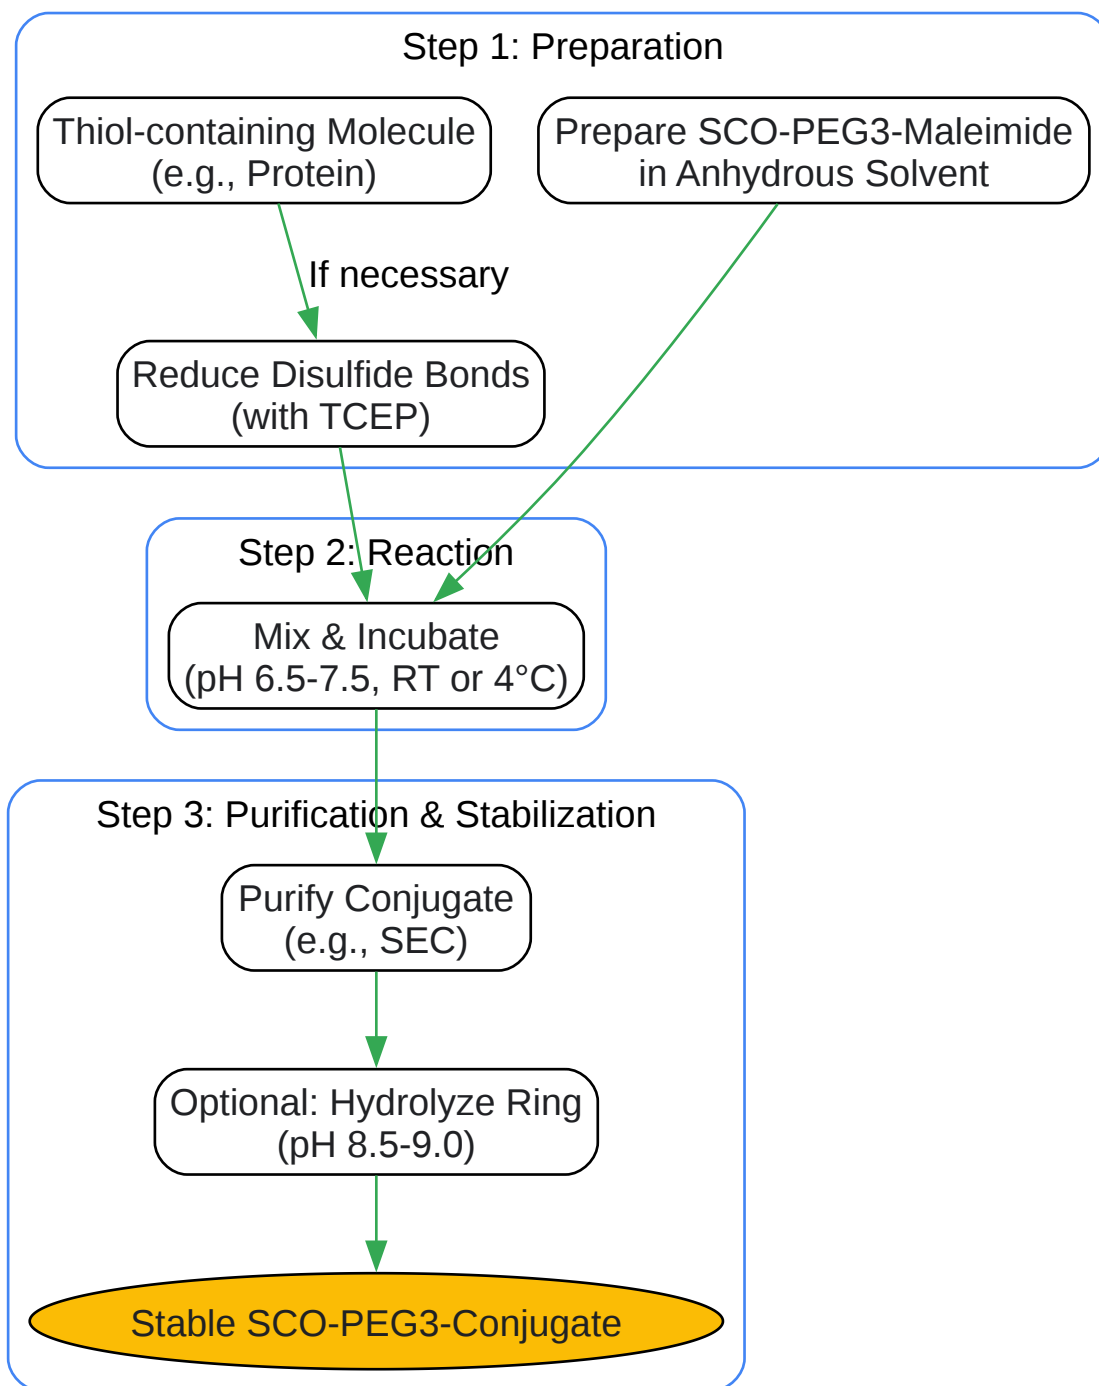 Step 1: Preparation
Thiol-containing Molecule
(e.g., Protein)
Prepare SCO-PEG3-Maleimide
in Anhydrous Solvent
If necessary
Reduce Disulfide Bonds
(with TCEP)
Step 2: Reaction
Mix & Incubate
(pH 6.5-7.5, RT or 4°C)
Step 3: Purification & Stabilization
Purify Conjugate
(e.g., SEC)
Optional: Hydrolyze Ring
(pH 8.5-9.0)
Stable SCO-PEG3-Conjugate